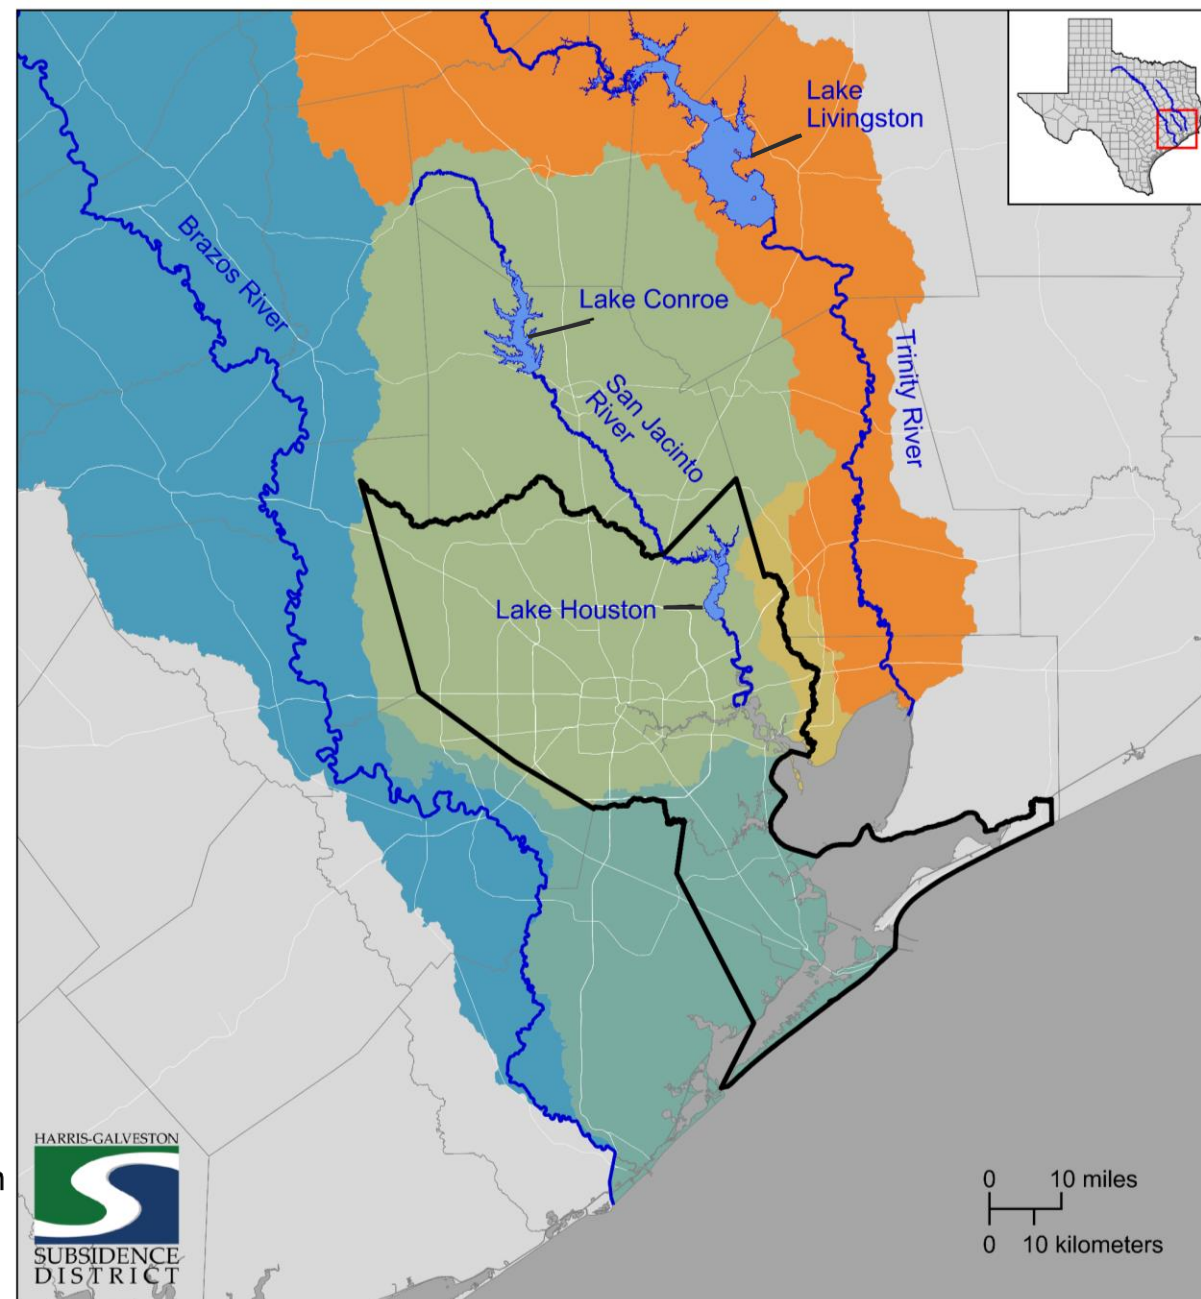 Lake
Livingston
Brazos River
Lake Conroe
San Jacinto
River
Trinity River
Lake Houston
HARRIS-GALVESTON
SUBSIDENCE
DISTRICT
0 10 miles
0 10 kilometers